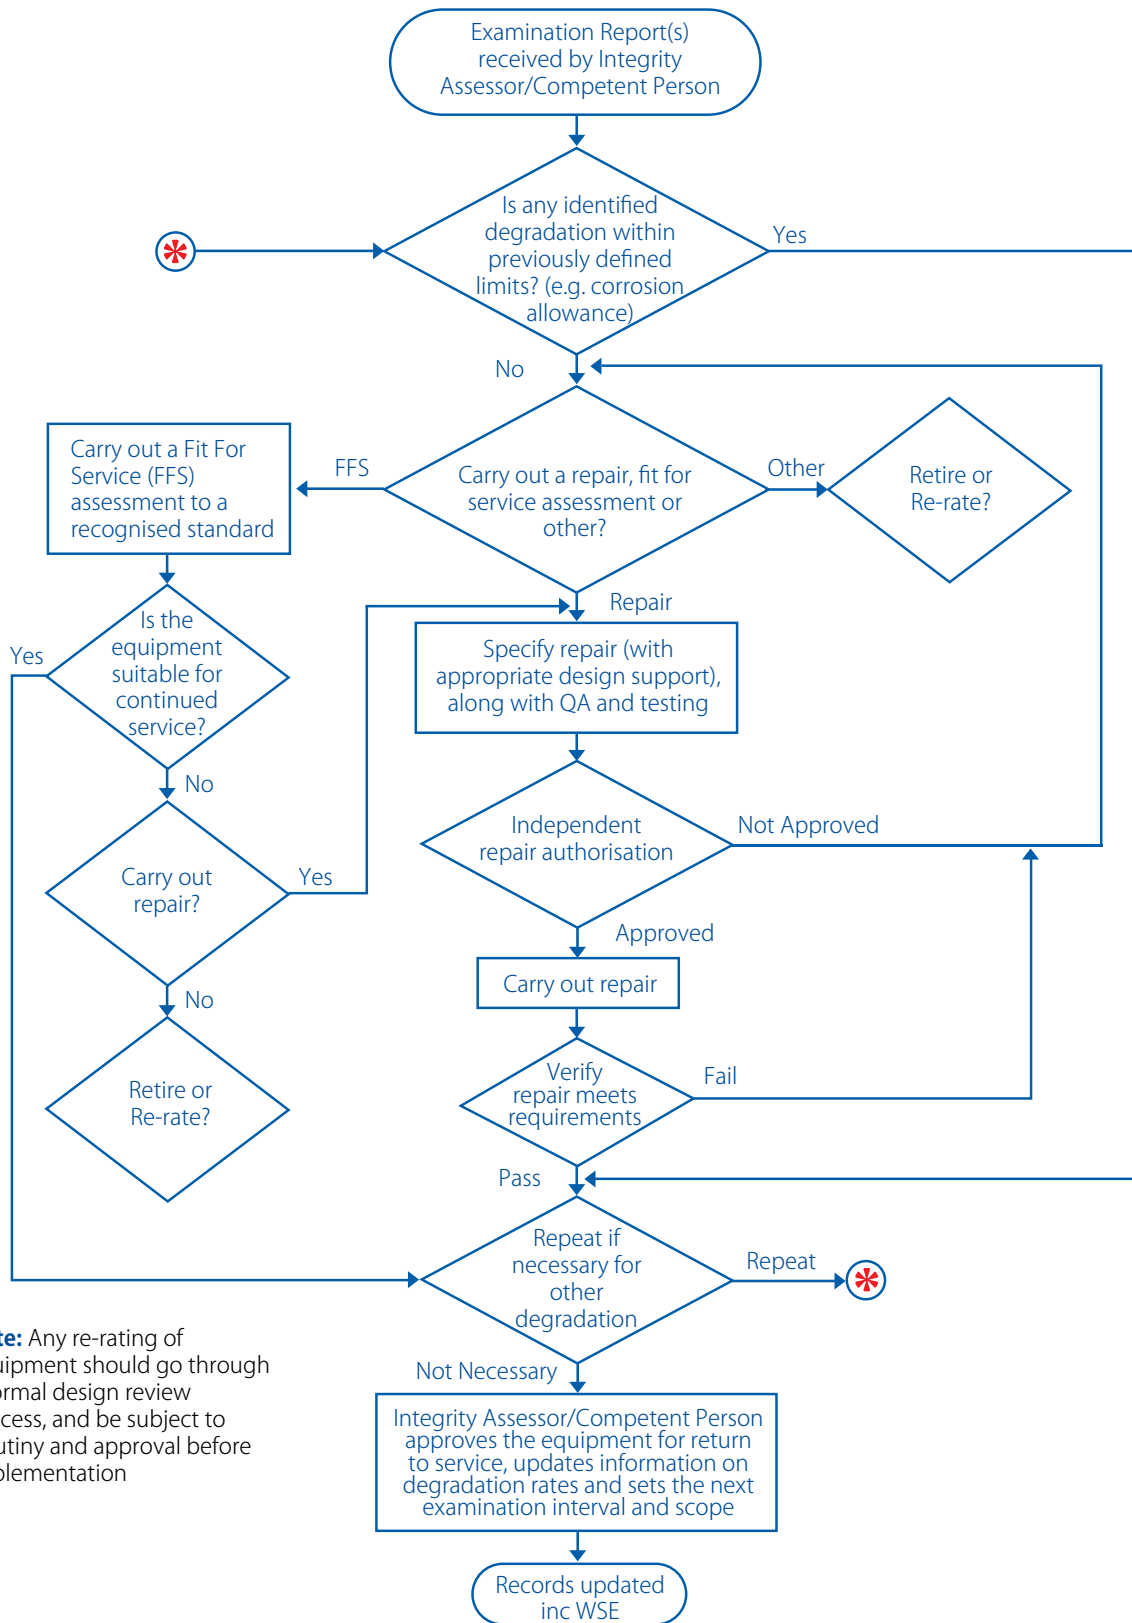 Examination Report(s)
received by Integrity
Assessor/Competent Person
Is any identified
degradation within
previously defined
limits? (e.g. corrosion
allowance)
Yes
No
Carry out a Fit For
Service (FFS)
assessment to a
recognised standard
FFS
Carry out a repair, fit for
service assessment or
other?
Other
Retire or
Re-rate?
Repair
Is the
equipment
suitable for
continued
service?
Yes
No
Specify repair (with
appropriate design support),
along with QA and testing
Independent
repair authorisation
Not Approved
Approved
Carry out
repair?
Yes
No
Carry out repair
Retire or
Re-rate?
Verify
repair meets
requirements
Fail
Pass
Repeat if
necessary for
other
degradation
Repeat
Not Necessary
te: Any re-rating of
uipment should go through
ormal design review
cess, and be subject to
utiny and approval before
plementation
Integrity Assessor/Competent Person
approves the equipment for return
to service, updates information on
degradation rates and sets the next
examination interval and scope
Records updated
inc WSE